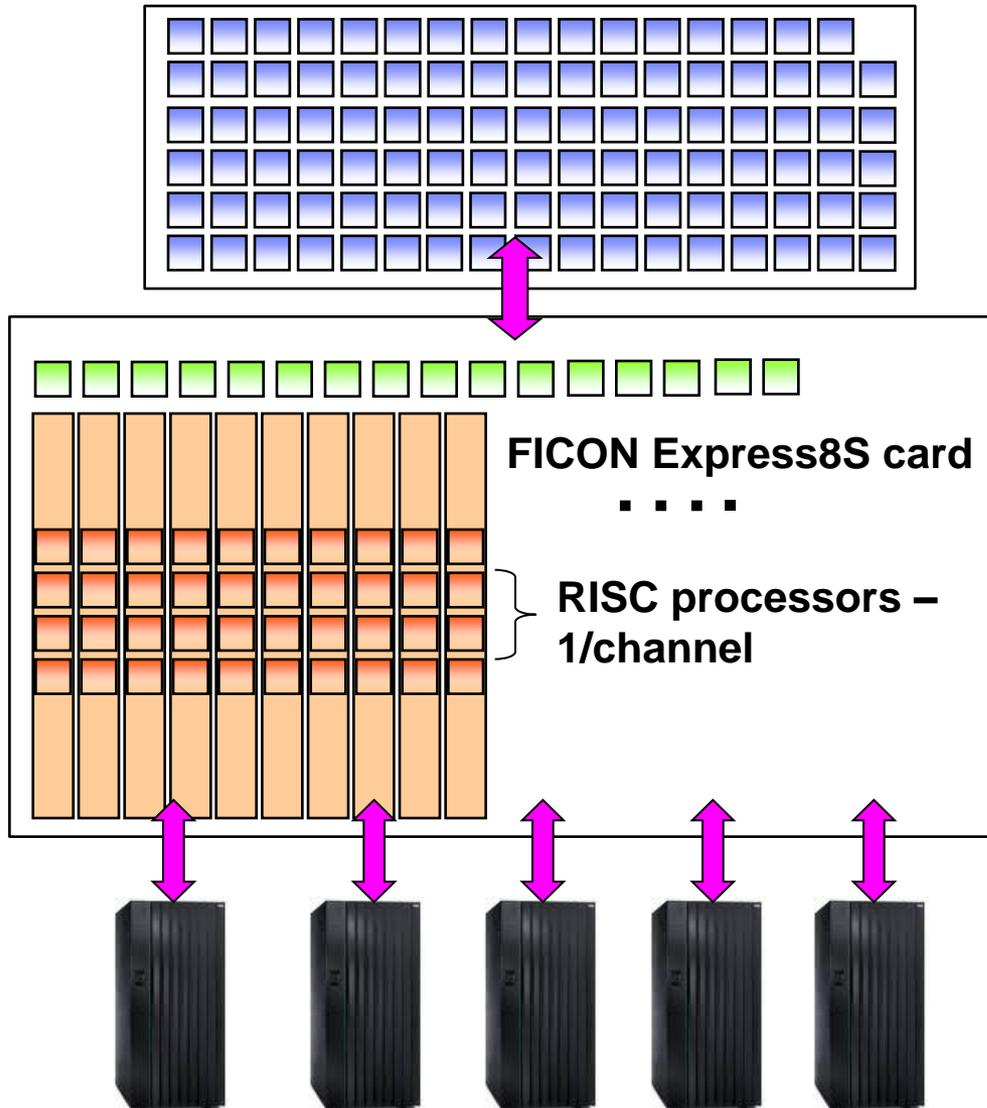 FICON Express8S card
. . . .
RISC processors –
1/channel